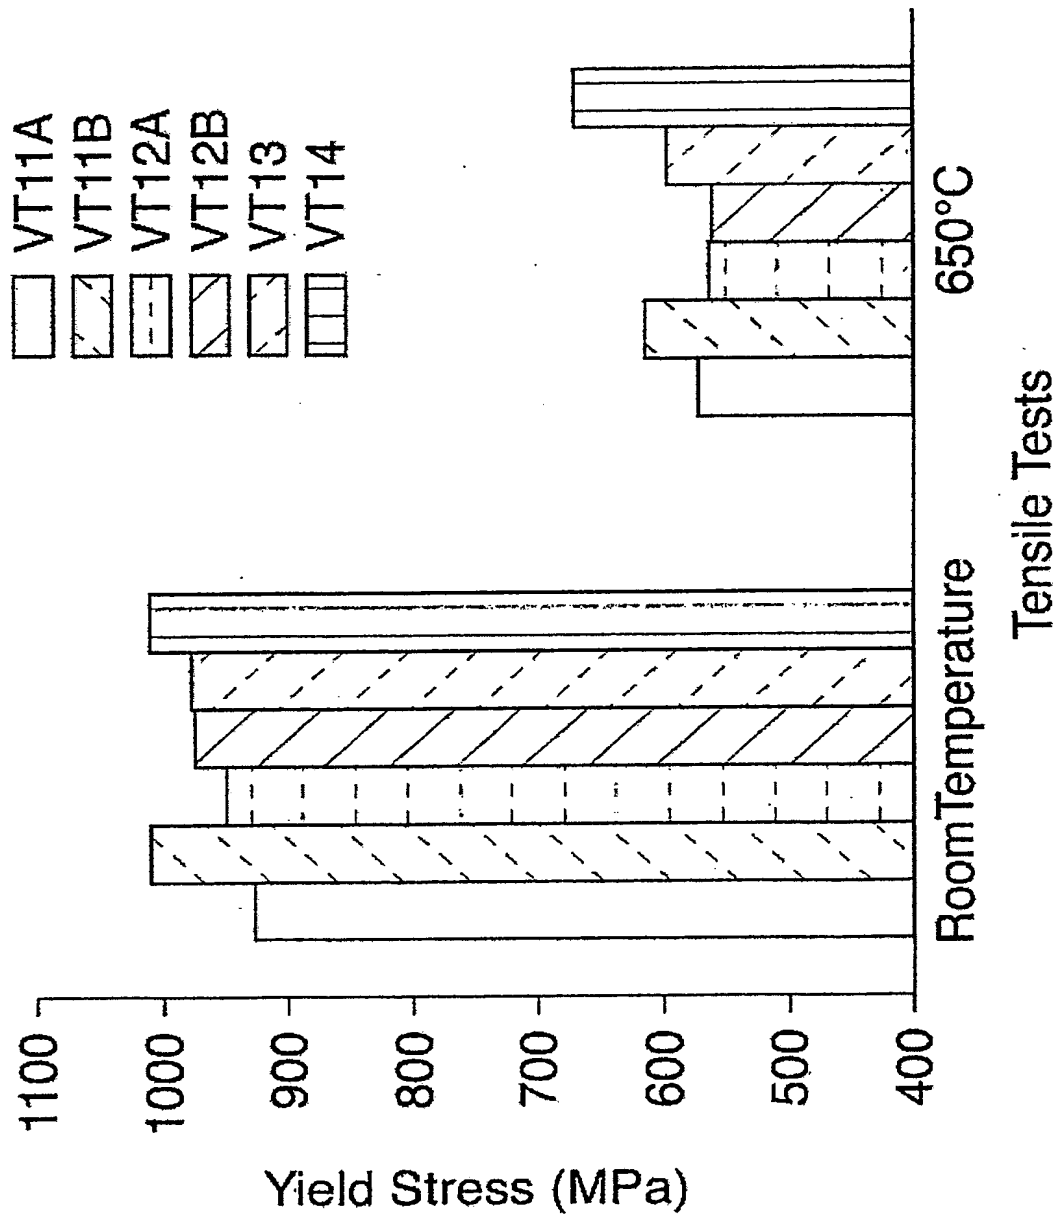 VT11A
VT11B
VT12A
VT12B
VT13
VT14
Yield Stress (MPa)
1100
1000
900
800
700
600
500
400
RoomTemperature
650°C
Tensile Tests